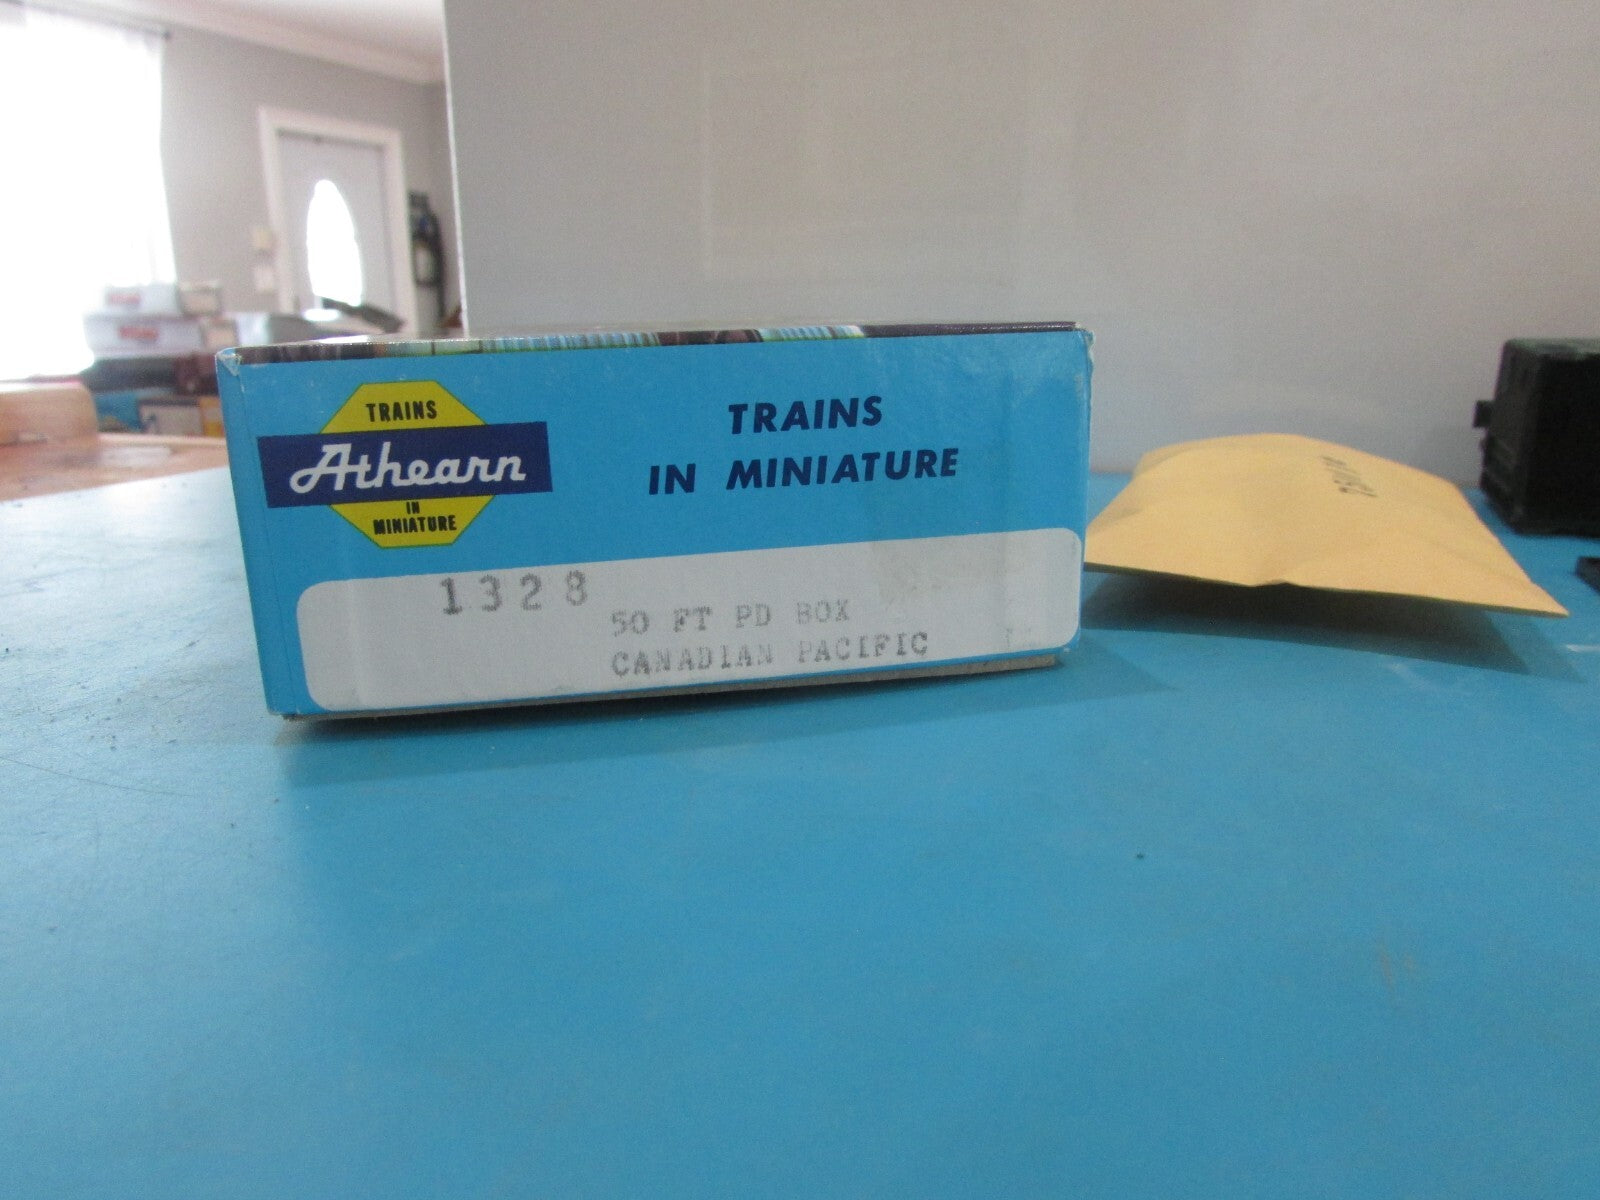 TRAINS
Athearn
IN
MINIATURE
TRAINS
IN MINIATURE
1328
50 FT PD BOX
CANADIAN PACIFIC